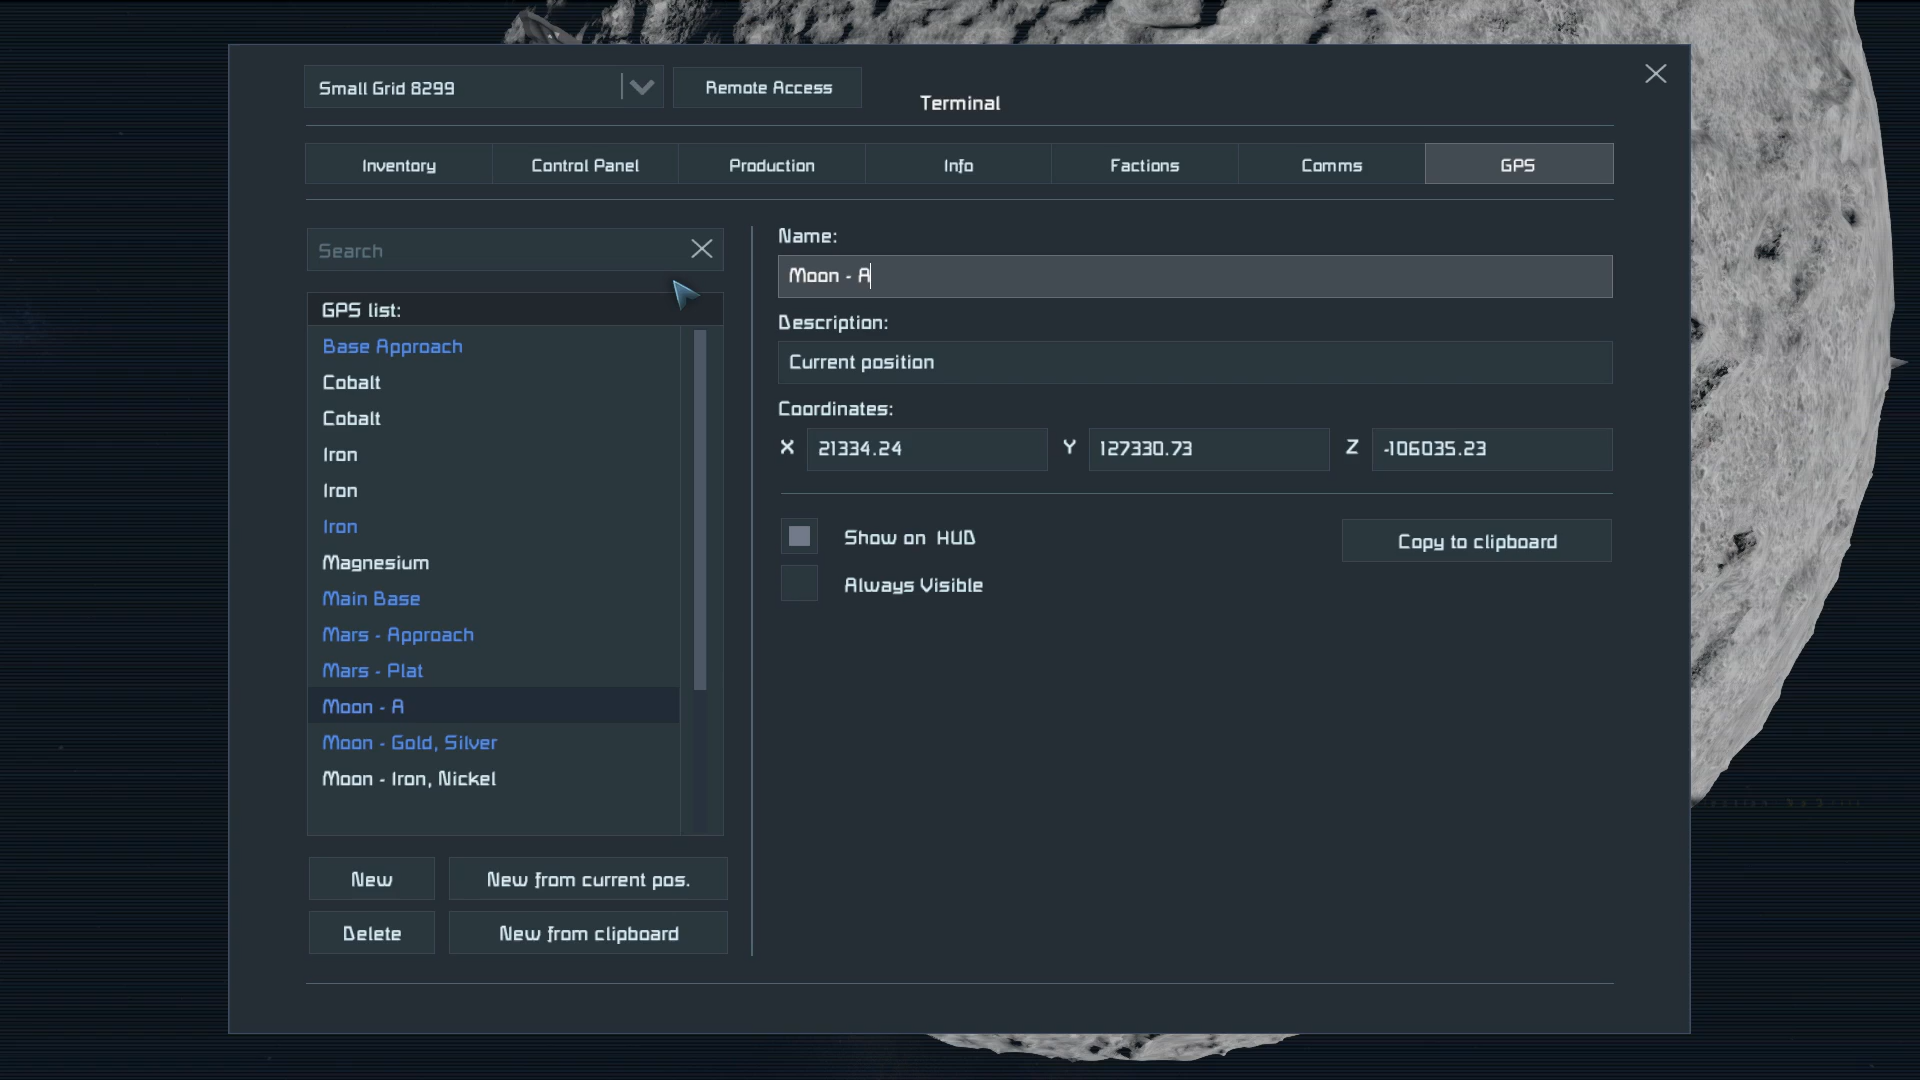 Small Grid 8299
Remote Access
Terminal
Inventory
Control Panel
Production
Info
Factions
Comms
GPS
Search
GPS list:
Base Approach
Cobalt
Cobalt
Iron
Iron
Iron
Magnesium
Main Base
Mars - Approach
Mars - Plat
Moon - A
Moon - Gold, Silver
Moon - Iron, Nickel
New
New from current pos.
Delete
New from clipboard
Name:
Moon - A
Description:
Current position
Coordinates:
X 21334.24 Y 127330.73 Z -106035.23
Show on HUD
Copy to clipboard
Always Visible